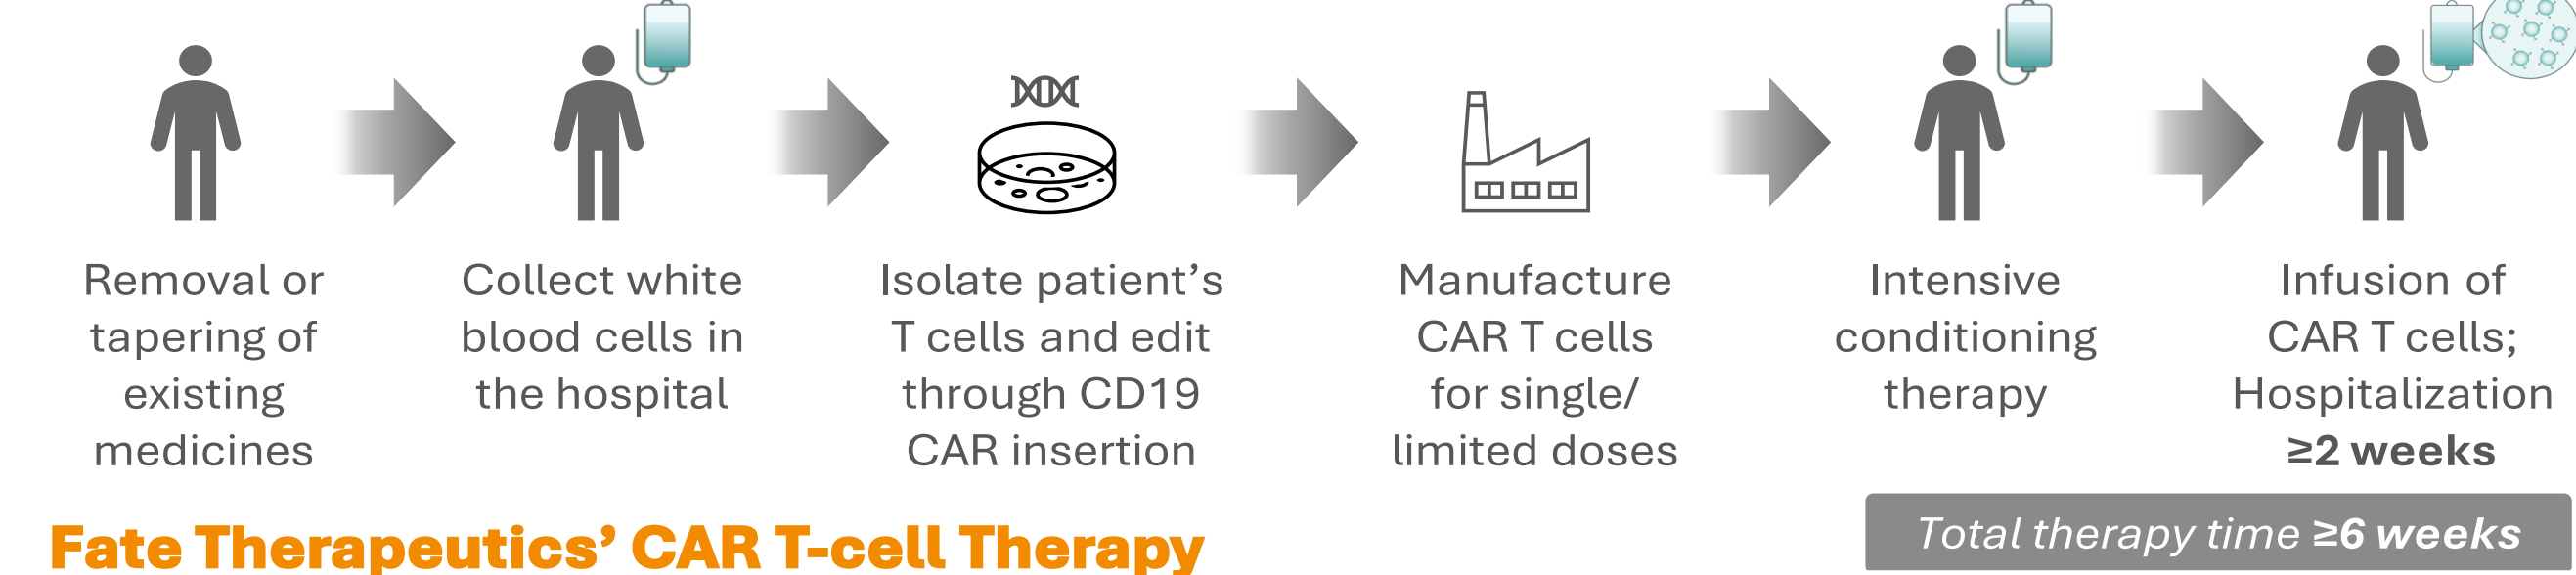 Removal or
tapering of
existing
medicines
Collect white
blood cells in
the hospital
Isolate patient’s
T cells and edit
through CD19
CAR insertion
Manufacture
CAR T cells
for single/
limited doses
Intensive
conditioning
therapy
Infusion of
CAR T cells;
Hospitalization
≥2 weeks
Total therapy time ≥6 weeks
Fate Therapeutics’ CAR T-cell Therapy